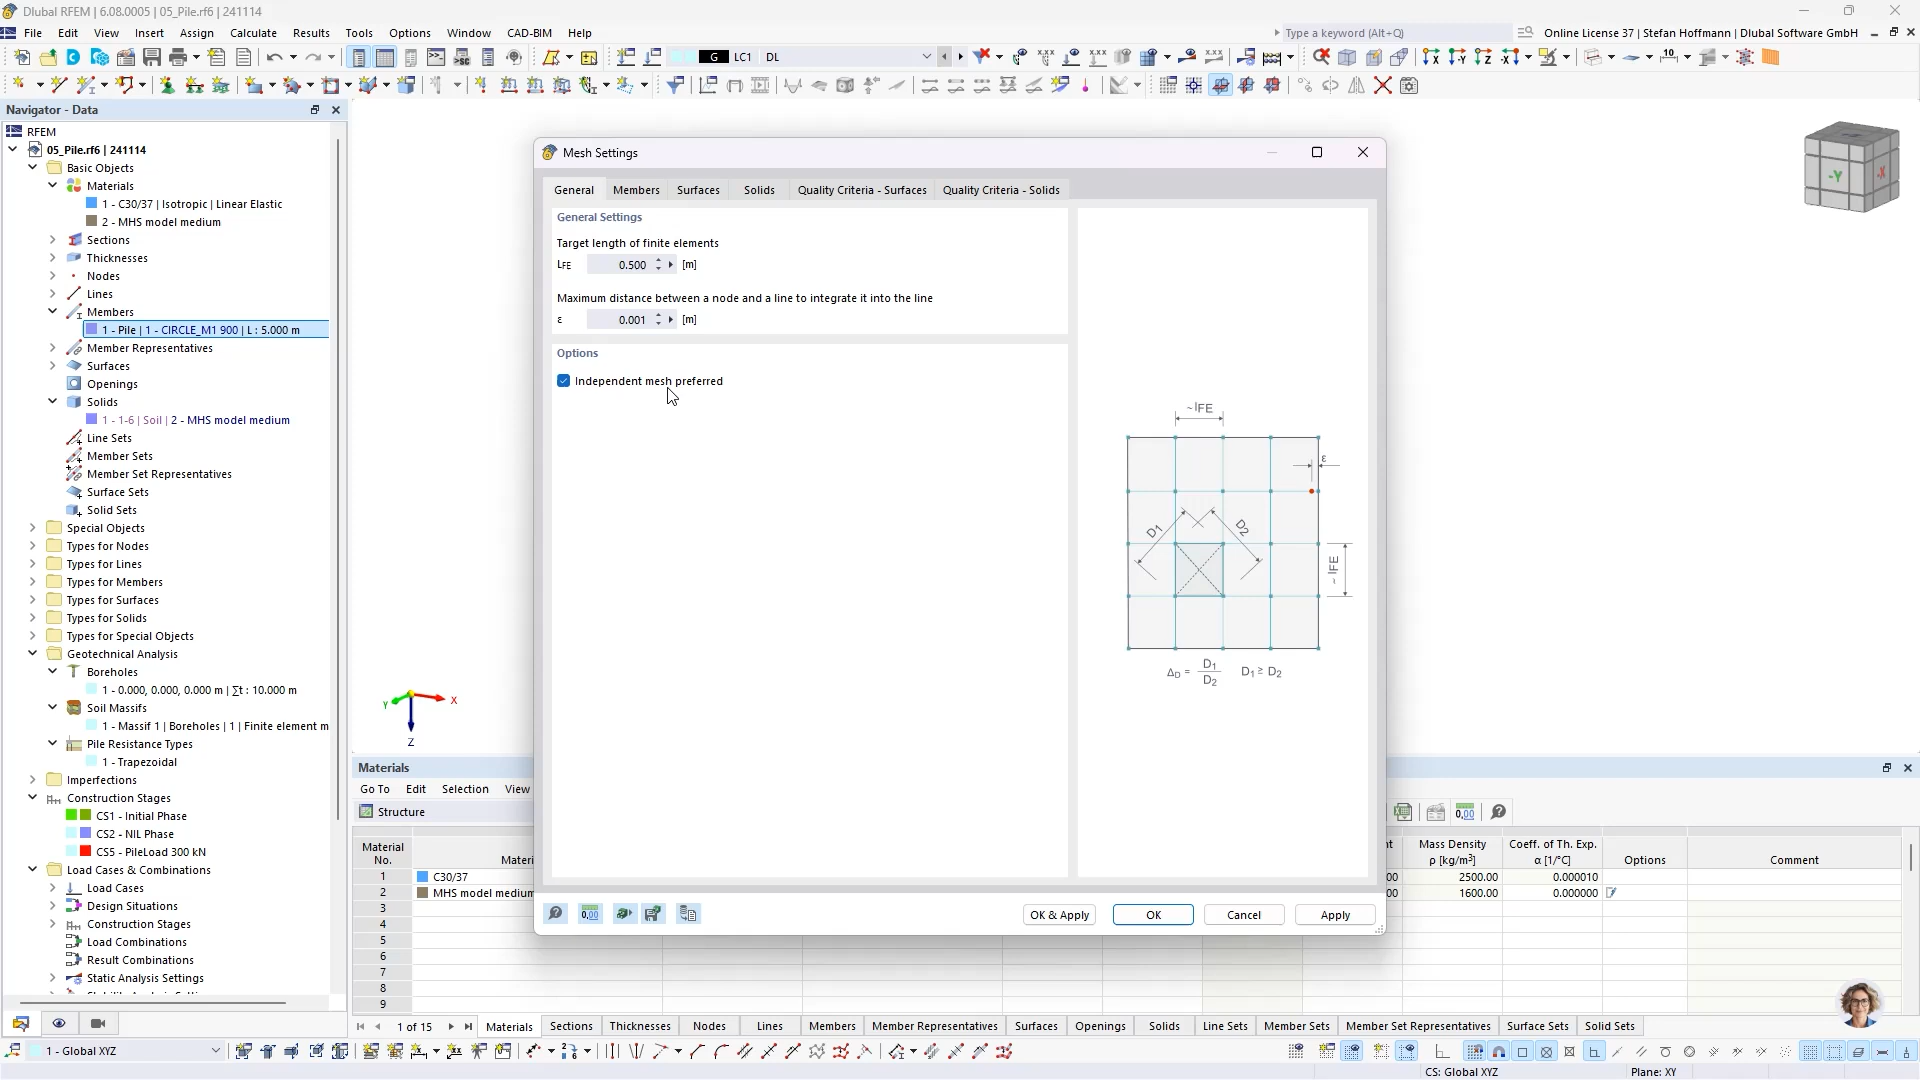 Dlubal RFEM | 6.08.0005 | 05_Pile.rf6 | 241114
File Edit View Insert Assign Calculate Results Tools Options Window CAD-BIM Help
Type a keyword (Alt+Q)
Online License 37 | Stefan Hoffmann | Dlubal Software GmbH
G LC1 DL
Navigator - Data
RFEM
05_Pile.rf6 | 241114
Basic Objects
Materials
1 - C30/37 | Isotropic | Linear Elastic
2 - MHS model medium
Sections
Thicknesses
Nodes
Lines
Members
1 - Pile | 1 - CIRCLE_M1 900 | L : 5.000 m
Member Representatives
Surfaces
Openings
Solids
1 - 1-6 | Soil | 2 - MHS model medium
Line Sets
Member Sets
Member Set Representatives
Surface Sets
Solid Sets
Special Objects
Types for Nodes
Types for Lines
Types for Members
Types for Surfaces
Types for Solids
Types for Special Objects
Geotechnical Analysis
Boreholes
1 - 0.000, 0.000, 0.000 m | ∑t : 10.000 m
Soil Massifs
1 - Massif 1 | Boreholes | 1 | Finite element m
Pile Resistance Types
1 - Trapezoidal
Imperfections
Construction Stages
CS1 - Initial Phase
CS2 - NIL Phase
CS5 - PileLoad 300 kN
Load Cases & Combinations
Load Cases
Design Situations
Construction Stages
Load Combinations
Result Combinations
Static Analysis Settings
1 - Global XYZ
Mesh Settings
General Members Surfaces Solids Quality Criteria - Surfaces Quality Criteria - Solids
General Settings
Target length of finite elements
LFE 0.500 [m]
Maximum distance between a node and a line to integrate it into the line
ε 0.001 [m]
Options
Independent mesh preferred
~ lFE
ε
D1
D2
~ lFE
ΔD = D1 / D2 D1 ≥ D2
OK & Apply OK Cancel Apply
-Y -X
X
Y
Z
Materials
Go To Edit Selection View
Structure
Material No.
Materi
nt
Mass Density ρ [kg/m3]
Coeff. of Th. Exp. α [1/°C]
Options
Comment
1 C30/37 00 2500.00 0.000010
2 MHS model medium 00 1600.00 0.000000
3
4
5
6
7
8
9
1 of 15 Materials Sections Thicknesses Nodes Lines Members Member Representatives Surfaces Openings Solids Line Sets Member Sets Member Set Representatives Surface Sets Solid Sets
CS: Global XYZ
Plane: XY